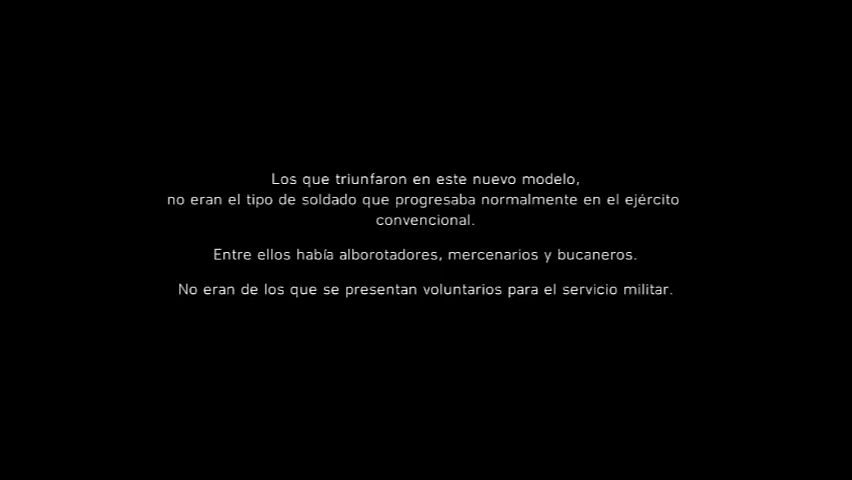 Los que triunfaron en este nuevo modelo,
no eran el tipo de soldado que progresaba normalmente en el ejército
convencional.
Entre ellos había alborotadores, mercenarios y bucaneros.
No eran de los que se presentan voluntarios para el servicio militar.